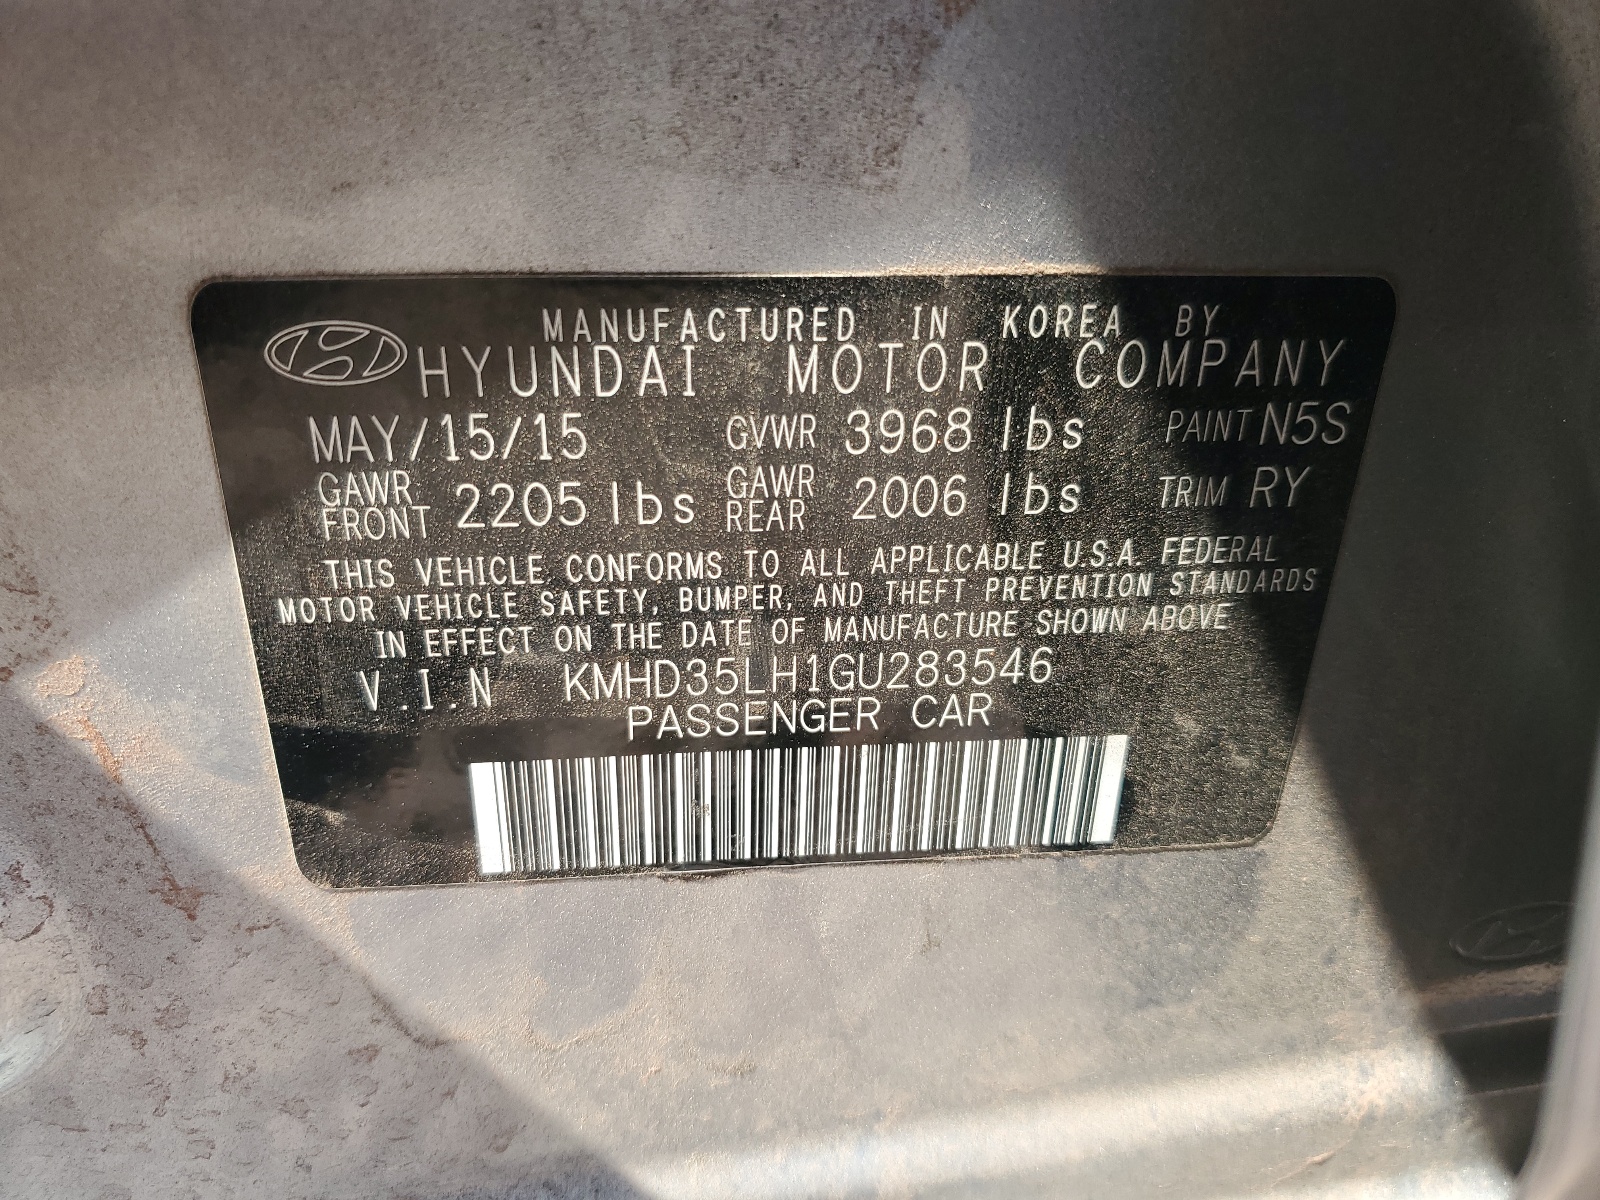 MANUFACTURED IN KOREA BY
HYUNDAI MOTOR COMPANY
MAY/15/15 GVWR 3968 lbs PAINT N5S
GAWR FRONT 2205 lbs GAWR REAR 2006 lbs TRIM RY
THIS VEHICLE CONFORMS TO ALL APPLICABLE U.S.A. FEDERAL
MOTOR VEHICLE SAFETY, BUMPER, AND THEFT PREVENTION STANDARDS
IN EFFECT ON THE DATE OF MANUFACTURE SHOWN ABOVE
V.I.N KMHD35LH1GU283546
PASSENGER CAR